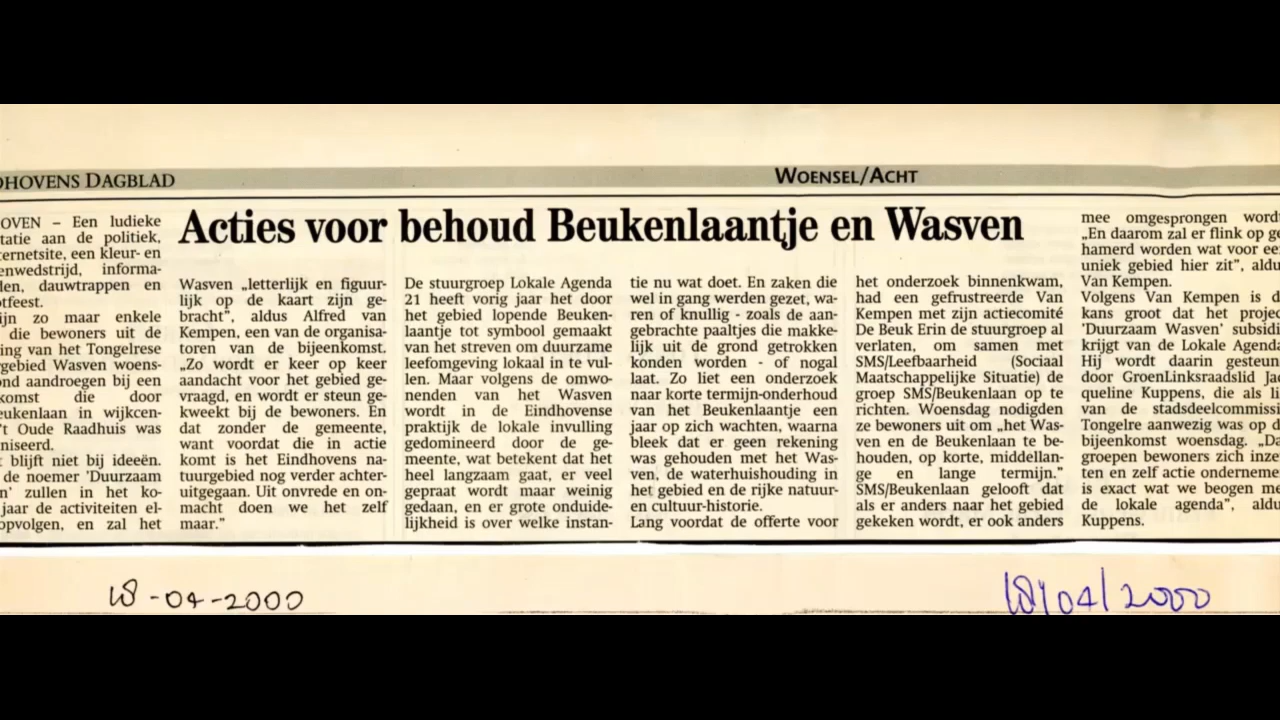 DHOVENS DAGBLAD
WOENSEL/ACHT
Acties voor behoud Beukenlaantje en Wasven
OVEN – Een ludieke
tatie aan de politiek,
ternetsite, een kleur- en
enwedstrijd, informa-
den, dauwtrappen en
otfeest.
ijn zo maar enkele
die bewoners uit de
ing van het Tongelrese
gebied Wasven woens-
ond aandroegen bij een
komst die door
eukenlaan in wijkcen-
't Oude Raadhuis was
niseerd.
blijft niet bij ideeën.
de noemer 'Duurzaam
n' zullen in het ko-
jaar de activiteiten el-
opvolgen, en zal het
Wasven „letterlijk en figuur-
lijk op de kaart zijn ge-
bracht", aldus Alfred van
Kempen, een van de organisa-
toren van de bijeenkomst.
„Zo wordt er keer op keer
aandacht voor het gebied ge-
vraagd, en wordt er steun ge-
kweekt bij de bewoners. En
dat zonder de gemeente,
want voordat die in actie
komt is het Eindhovens na-
tuurgebied nog verder achter-
uitgegaan. Uit onvrede en on-
macht doen we het zelf
maar."
De stuurgroep Lokale Agenda
21 heeft vorig jaar het door
het gebied lopende Beuken-
laantje tot symbool gemaakt
van het streven om duurzame
leefomgeving lokaal in te vul-
len. Maar volgens de omwo-
nenden van het Wasven
wordt in de Eindhovense
praktijk de lokale invulling
gedomineerd door de ge-
meente, wat betekent dat het
heel langzaam gaat, er veel
gepraat wordt maar weinig
gedaan, en er grote onduide-
lijkheid is over welke instan-
tie nu wat doet. En zaken die
wel in gang werden gezet, wa-
ren of knullig - zoals de aan-
gebrachte paaltjes die makke-
lijk uit de grond getrokken
konden worden - of nogal
laat. Zo liet een onderzoek
naar korte termijn-onderhoud
van het Beukenlaantje een
jaar op zich wachten, waarna
bleek dat er geen rekening
was gehouden met het Was-
ven, de waterhuishouding in
het gebied en de rijke natuur-
en cultuur-historie.
Lang voordat de offerte voor
het onderzoek binnenkwam,
had een gefrustreerde Van
Kempen met zijn actiecomité
De Beuk Erin de stuurgroep al
verlaten, om samen met
SMS/Leefbaarheid (Sociaal
Maatschappelijke Situatie) de
groep SMS/Beukenlaan op te
richten. Woensdag nodigden
ze bewoners uit om „het Was-
ven en de Beukenlaan te be-
houden, op korte, middellan-
ge en lange termijn."
SMS/Beukenlaan gelooft dat
als er anders naar het gebied
gekeken wordt, er ook anders
mee omgesprongen word
„En daarom zal er flink op ge
hamerd worden wat voor ee
uniek gebied hier zit", aldu
Van Kempen.
Volgens Van Kempen is d
kans groot dat het projec
'Duurzaam Wasven' subsidi
krijgt van de Lokale Agenda
Hij wordt daarin gesteun
door GroenLinksraadslid Jac
queline Kuppens, die als li
van de stadsdeelcommissi
Tongelre aanwezig was op d
bijeenkomst woensdag. „Da
groepen bewoners zich inze
ten en zelf actie onderneme
is exact wat we beogen me
de lokale agenda", aldu
Kuppens.
18-04-2000
18/04/2000